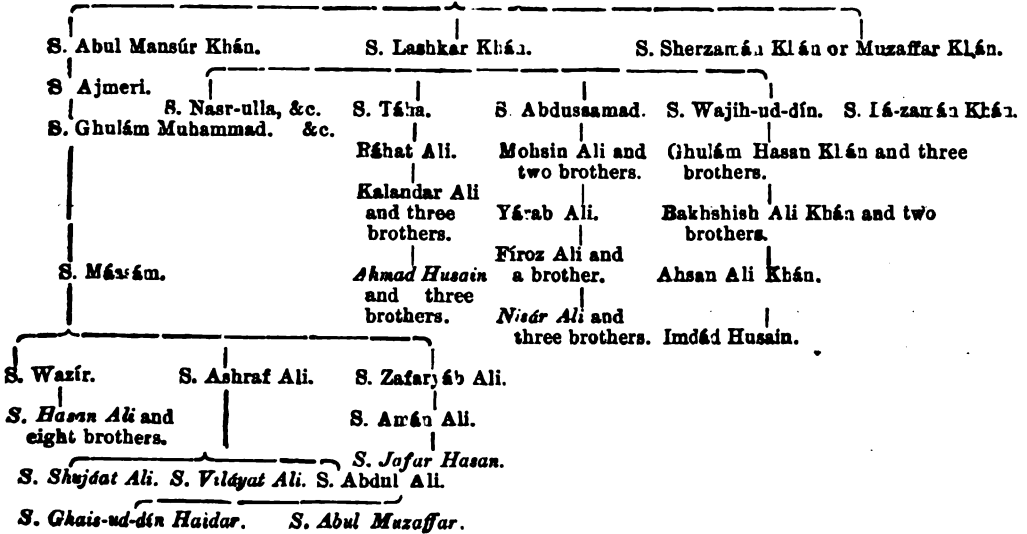 S. Abul Mansúr Khán. S. Lashkar Khán. S. Sherzamán Khán or Muzaffar Khán.
S Ajmeri.
S. Nasr-ulla, &c. S. Táha. S. Abdussamad. S. Wajih-ud-dín. S. Lá-zamán Khán.
S. Ghulám Muhammad. &c.
Ráhat Ali. Mohsin Ali and Ghulám Hasan Khán and three
two brothers. brothers.
Kalandar Ali
and three Yárab Ali. Bakhshish Ali Khán and two
brothers. brothers.
Fíroz Ali and
S. Máasám. Ahmad Husain a brother. Ahsan Ali Khán.
and three
brothers. Nisár Ali and
three brothers. Imdád Husain.
S. Wazír. S. Ashraf Ali. S. Zafaryáb Ali.
S. Hasan Ali and S. Amán Ali.
eight brothers.
S. Jafar Hasan.
S. Shujáat Ali. S. Viláyat Ali. S. Abdul Ali.
S. Ghais-ud-dín Haidar. S. Abul Muzaffar.